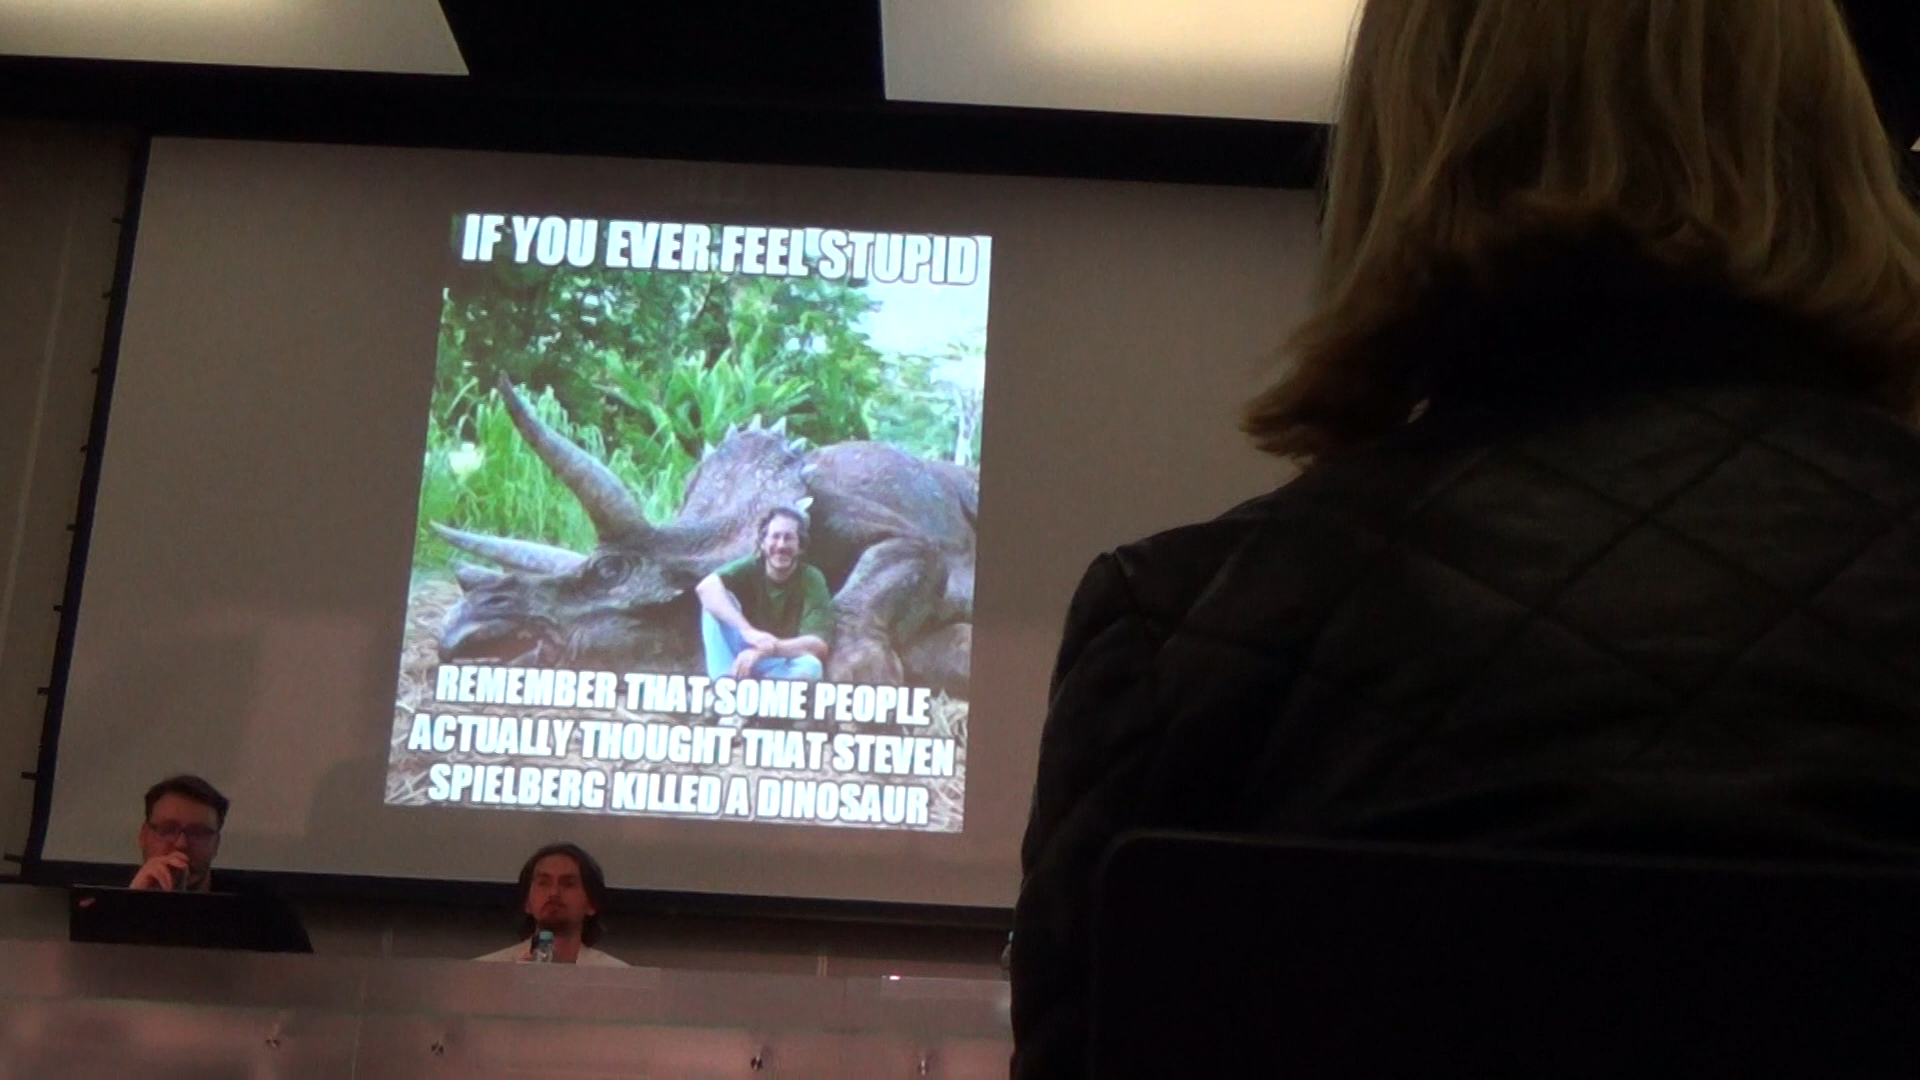 IF YOU EVER FEEL STUPID
REMEMBER THAT SOME PEOPLE
ACTUALLY THOUGHT THAT STEVEN
SPIELBERG KILLED A DINOSAUR